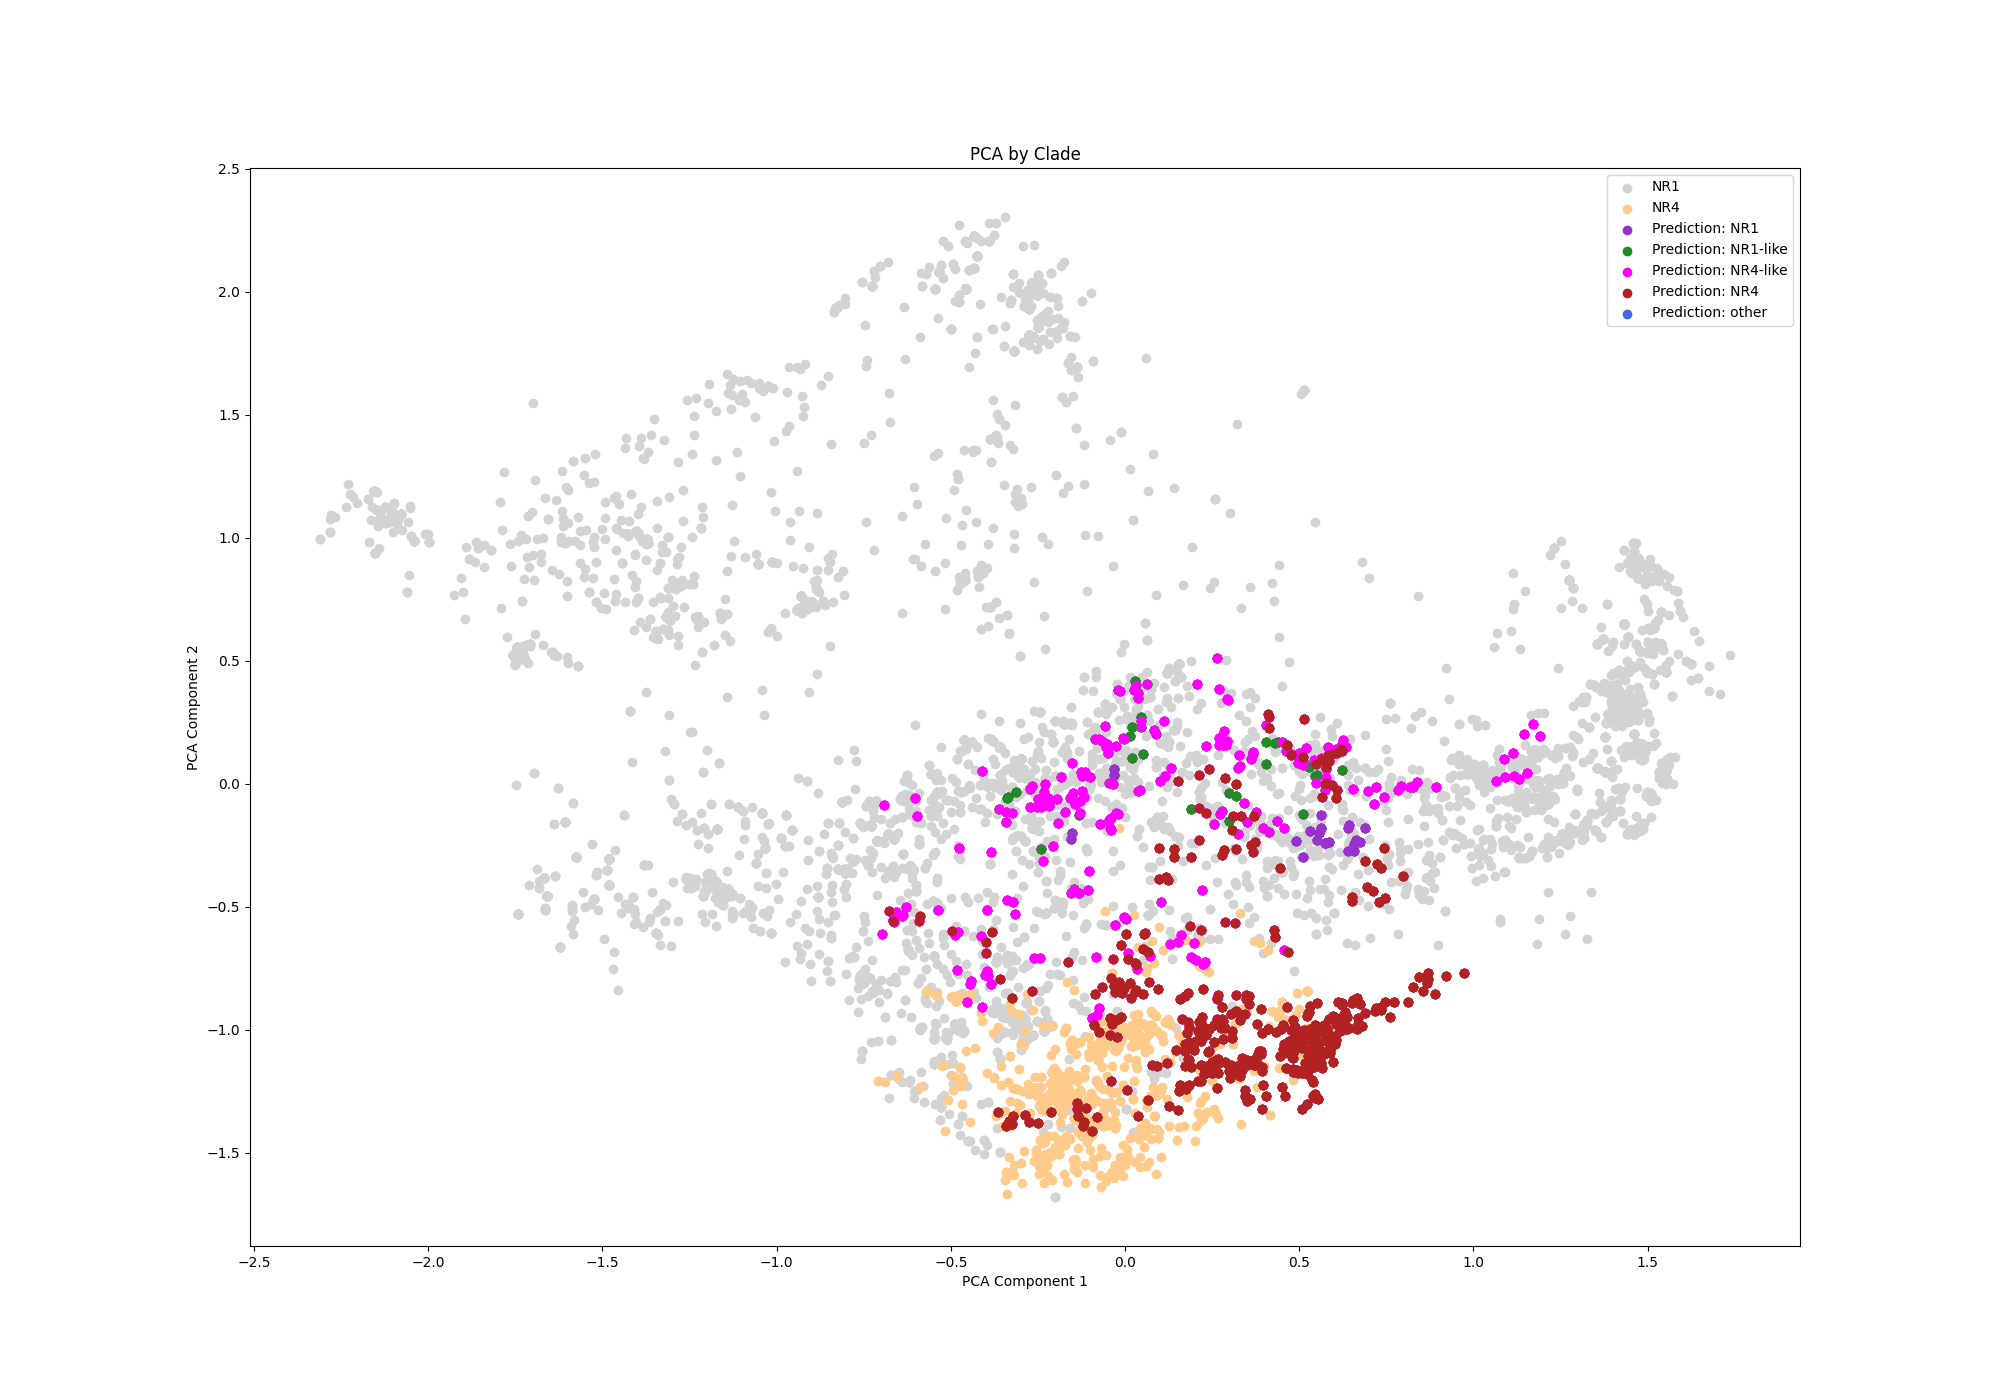 PCA by Clade
NR1
NR4
Prediction: NR1
Prediction: NR1-like
Prediction: NR4-like
Prediction: NR4
Prediction: other
2.5
2.0
1.5
1.0
0.5
0.0
−0.5
−1.0
−1.5
PCA Component 2
−2.5 −2.0 −1.5 −1.0 −0.5 0.0 0.5 1.0 1.5
PCA Component 1